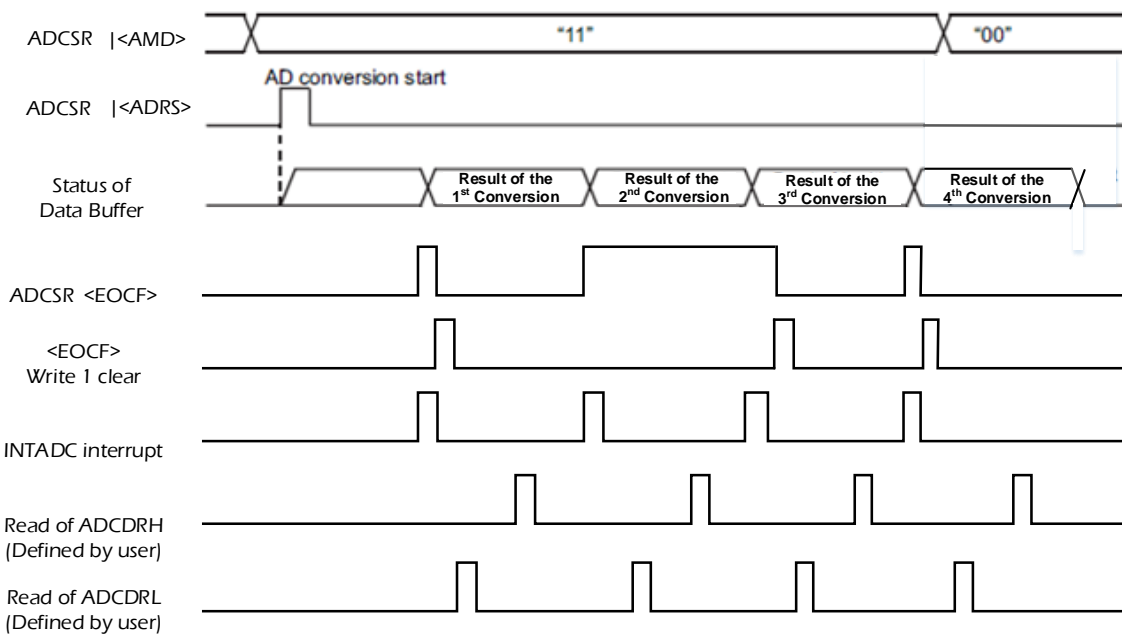 ADCSR |<AMD>
"11"
"00"
AD conversion start
ADCSR |<ADRS>
Status of
Data Buffer
Result of the
1st Conversion
Result of the
2nd Conversion
Result of the
3rd Conversion
Result of the
4th Conversion
ADCSR <EOCF>
<EOCF>
Write 1 clear
INTADC interrupt
Read of ADCDRH
(Defined by user)
Read of ADCDRL
(Defined by user)